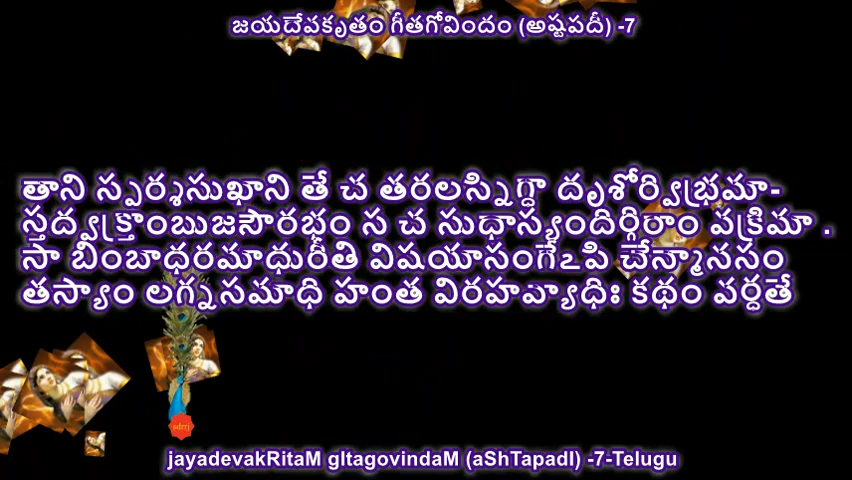 జయదేవకృతం గీతగోవిందం (అష్టపదీ) -7
తాని స్పర్శసుఖాని తే చ తరలస్నిగ్ధా దృశోర్విభ్రమా-
స్తద్వక్త్రాంబుజసౌరభం స చ సుధాస్యందిర్గిరాం వక్రిమా .
సా బింబాధరమాధురీతి విషయాసంగేఽపి చేన్మానసం
తస్యాం లగ్నసమాధి హంత విరహవ్యాధిః కథం వర్ధతే
sdrrj
jayadevakRitaM gItagovindaM (aShTapadI) -7-Telugu